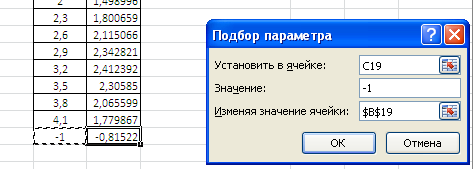 2 1,498996
2,3 1,800659
2,6 2,115066
2,9 2,342821
3,2 2,412392
3,5 2,30585
3,8 2,065599
4,1 1,779867
-1 -0,81522
Подбор параметра
Установить в ячейке: C19
Значение: -1
Изменяя значение ячейки: $B$19
ОК Отмена